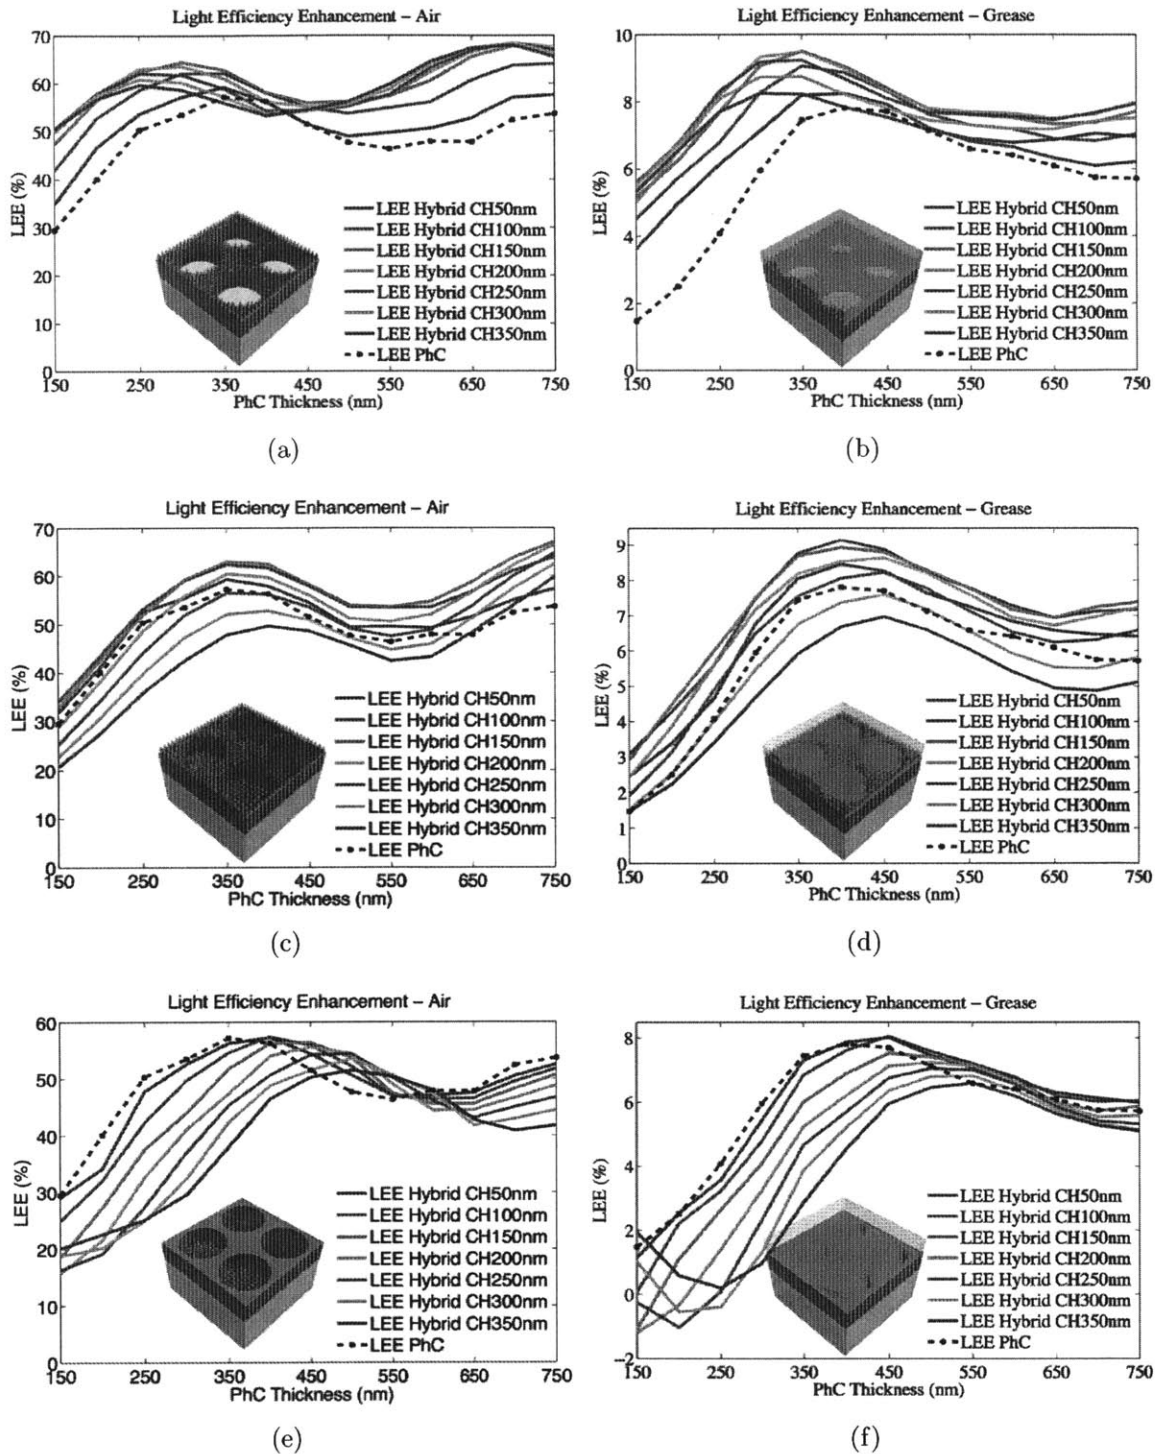 Light Efficiency Enhancement – Air
70
60
50
40
30
20
10
0
LEE (%)
LEE Hybrid CH50nm
LEE Hybrid CH100nm
LEE Hybrid CH150nm
LEE Hybrid CH200nm
LEE Hybrid CH250nm
LEE Hybrid CH300nm
LEE Hybrid CH350nm
LEE PhC
150 250 350 450 550 650 750
PhC Thickness (nm)
(a)
Light Efficiency Enhancement – Grease
10
8
6
4
2
0
LEE (%)
LEE Hybrid CH50nm
LEE Hybrid CH100nm
LEE Hybrid CH150nm
LEE Hybrid CH200nm
LEE Hybrid CH250nm
LEE Hybrid CH300nm
LEE Hybrid CH350nm
LEE PhC
150 250 350 450 550 650 750
PhC Thickness (nm)
(b)
Light Efficiency Enhancement – Air
70
60
50
40
30
20
10
0
LEE (%)
LEE Hybrid CH50nm
LEE Hybrid CH100nm
LEE Hybrid CH150nm
LEE Hybrid CH200nm
LEE Hybrid CH250nm
LEE Hybrid CH300nm
LEE Hybrid CH350nm
LEE PhC
150 250 350 450 550 650 750
PhC Thickness (nm)
(c)
Light Efficiency Enhancement – Grease
9
8
7
6
5
4
3
2
1
0
LEE (%)
LEE Hybrid CH50nm
LEE Hybrid CH100nm
LEE Hybrid CH150nm
LEE Hybrid CH200nm
LEE Hybrid CH250nm
LEE Hybrid CH300nm
LEE Hybrid CH350nm
LEE PhC
150 250 350 450 550 650 750
PhC Thickness (nm)
(d)
Light Efficiency Enhancement – Air
60
50
40
30
20
10
0
LEE (%)
LEE Hybrid CH50nm
LEE Hybrid CH100nm
LEE Hybrid CH150nm
LEE Hybrid CH200nm
LEE Hybrid CH250nm
LEE Hybrid CH300nm
LEE Hybrid CH350nm
LEE PhC
150 250 350 450 550 650 750
PhC Thickness (nm)
(e)
Light Efficiency Enhancement – Grease
8
6
4
2
0
−2
LEE (%)
LEE Hybrid CH50nm
LEE Hybrid CH100nm
LEE Hybrid CH150nm
LEE Hybrid CH200nm
LEE Hybrid CH250nm
LEE Hybrid CH300nm
LEE Hybrid CH350nm
LEE PhC
150 250 350 450 550 650 750
PhC Thickness (nm)
(f)